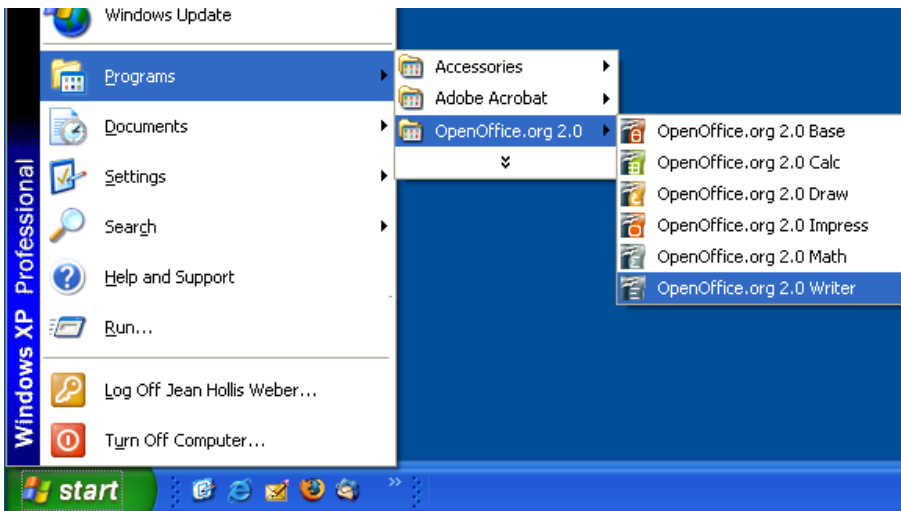 Windows Update
Programs
Documents
Settings
Search
Help and Support
Run...
Log Off Jean Hollis Weber...
Turn Off Computer...
Windows XP Professional
Accessories
Adobe Acrobat
OpenOffice.org 2.0
OpenOffice.org 2.0 Base
OpenOffice.org 2.0 Calc
OpenOffice.org 2.0 Draw
OpenOffice.org 2.0 Impress
OpenOffice.org 2.0 Math
OpenOffice.org 2.0 Writer
start